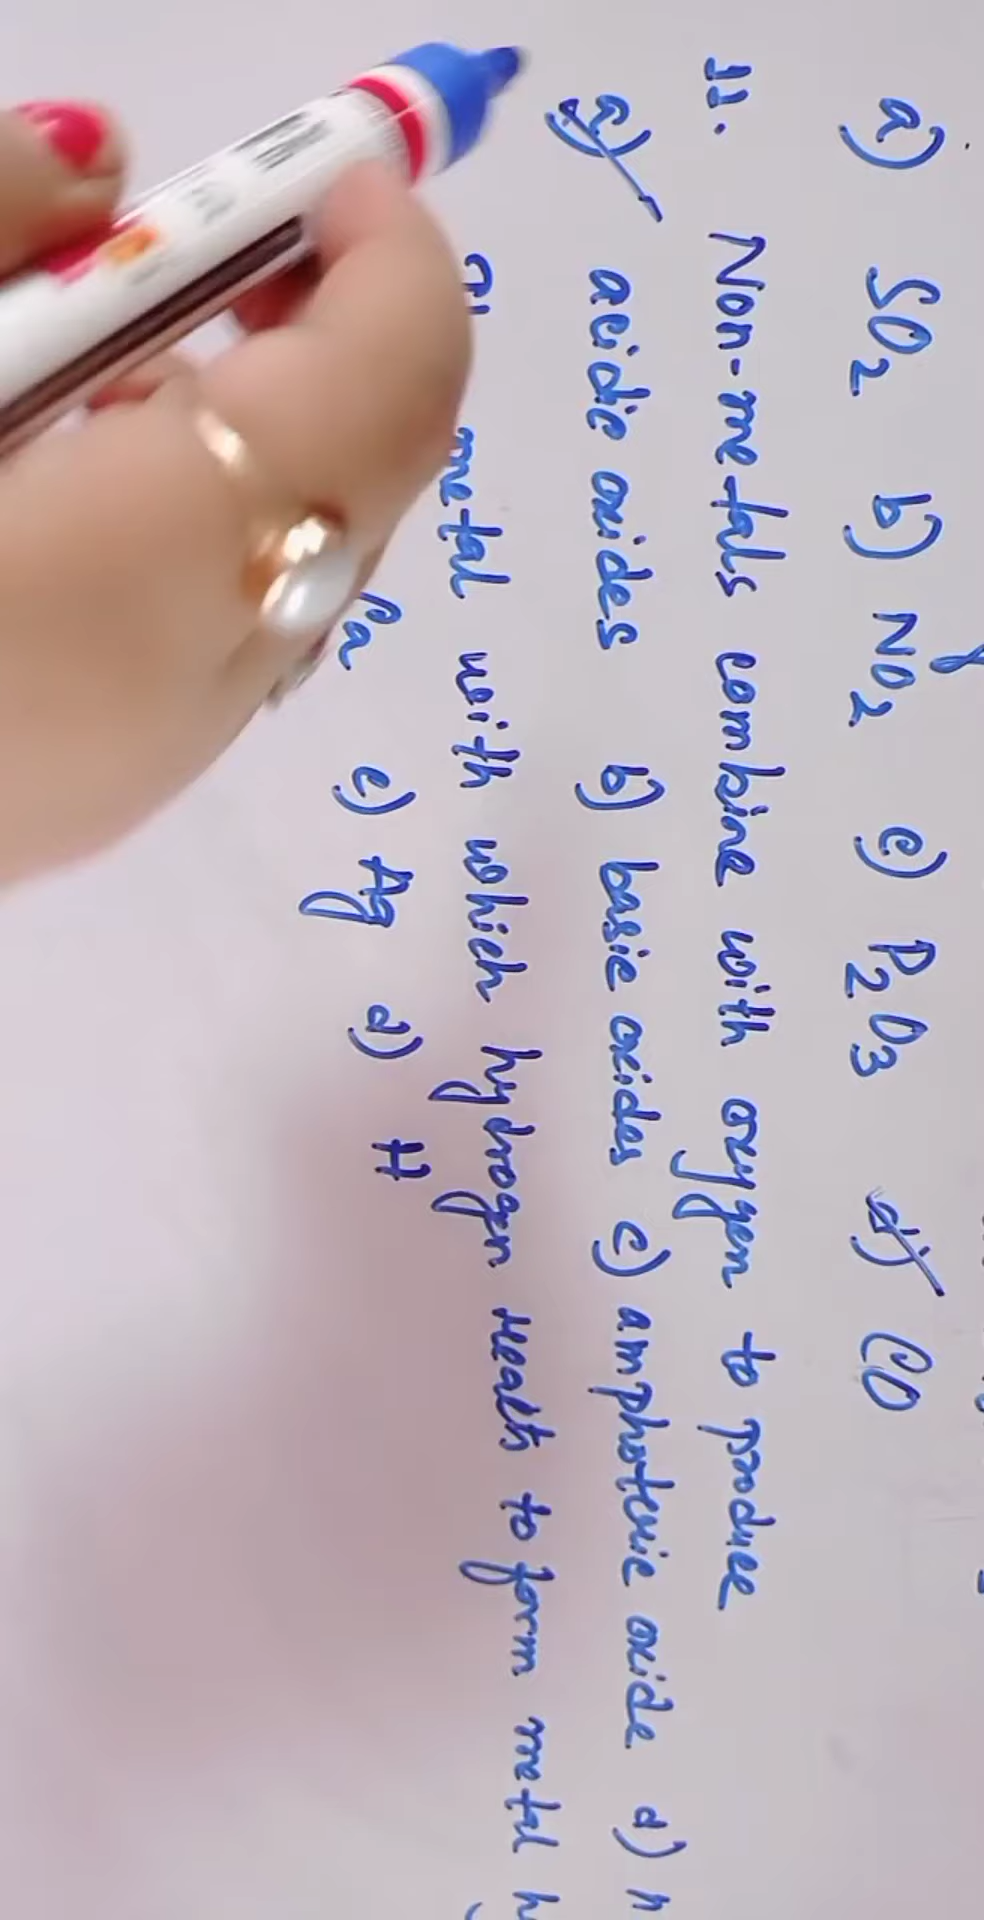 a) SO2 b) NO2 c) P2O3 d) CO
11. Non-metals combine with oxygen to produce
a) acidic oxides b) basic oxides c) amphoteric oxide d)
metal with which hydrogen reacts to form metal
Ca c) Ag d) H